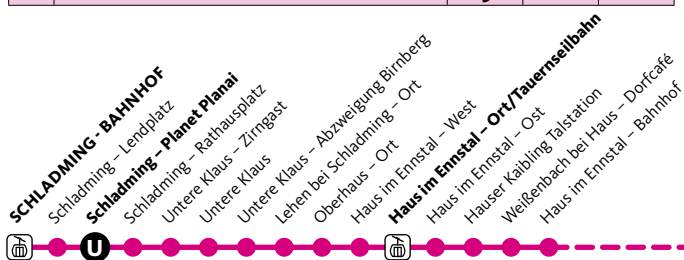 SCHLADMING - BAHNHOF
Schladming – Lendplatz
Schladming – Planet Planai
Schladming – Rathausplatz
Untere Klaus – Zirngast
Untere Klaus
Untere Klaus – Abzweigung Birnberg
Lehen bei Schladming – Ort
Oberhaus – Ort
Haus im Ennstal – West
Haus im Ennstal – Ort/Tauernseilbahn
Haus im Ennstal – Ost
Hauser Kaibling Talstation
Weißenbach bei Haus – Dorfcafé
Haus im Ennstal – Bahnhof
U